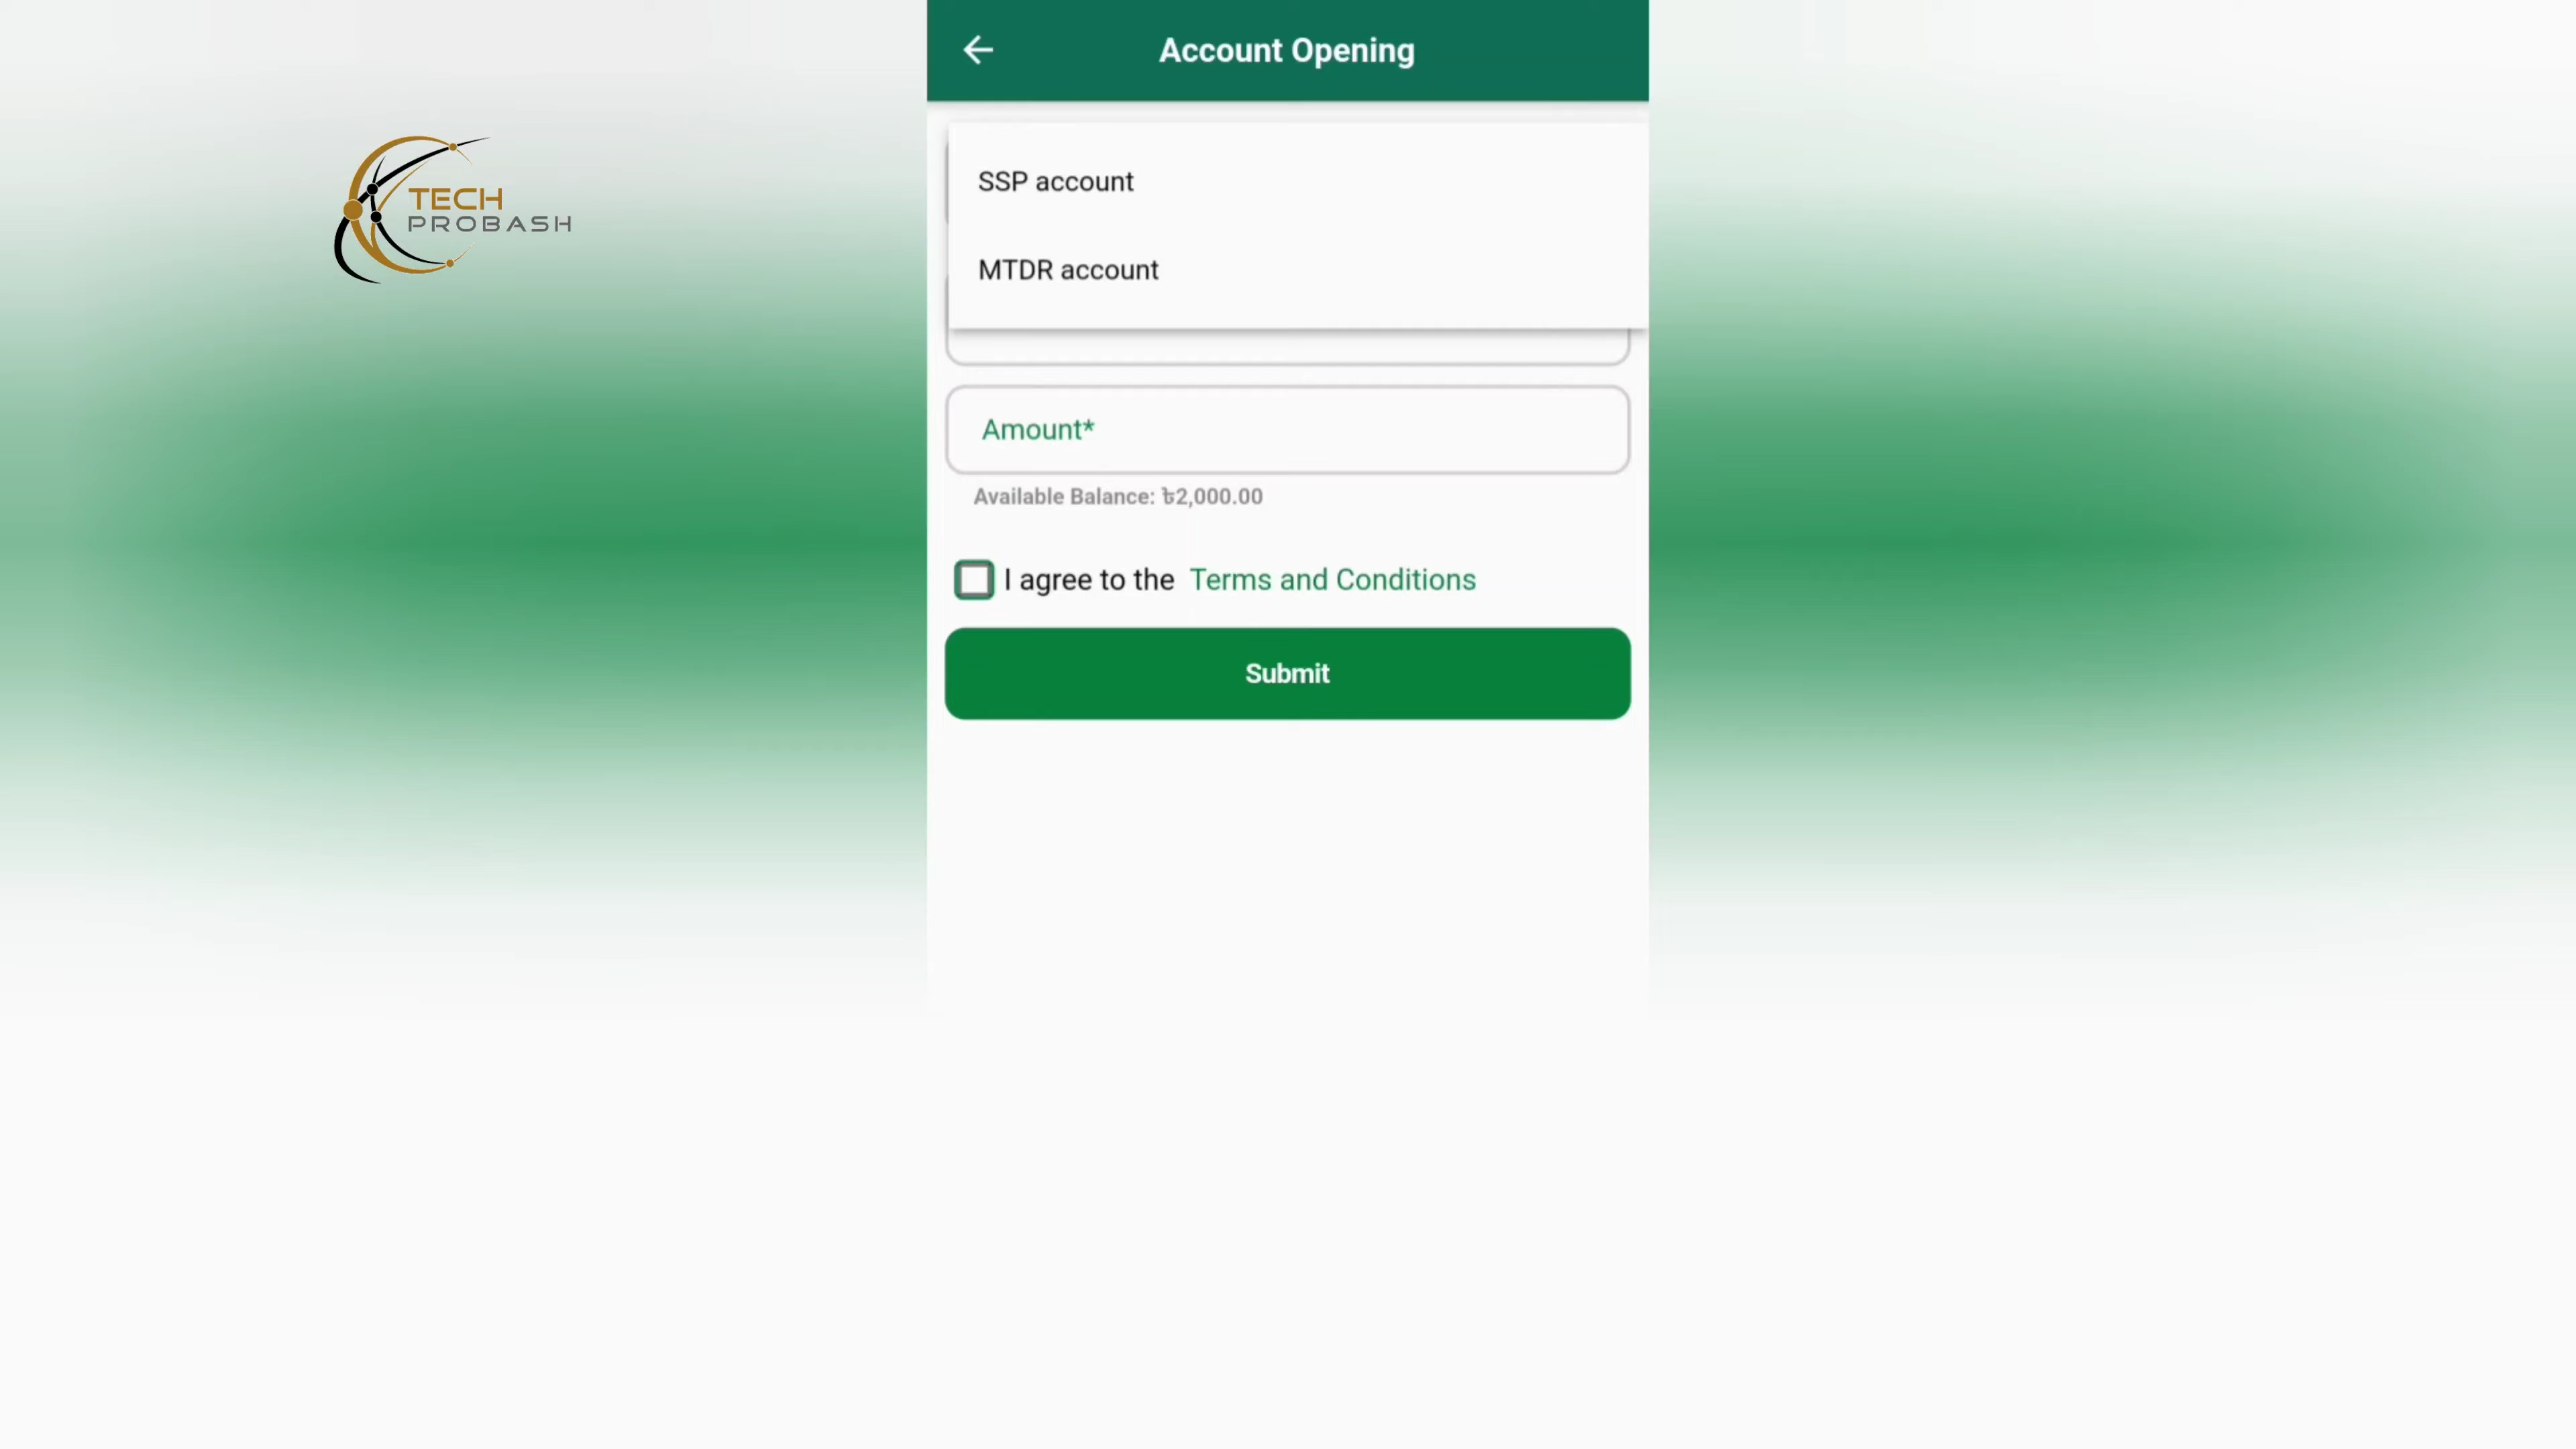 Account Opening
TECH
PROBASH
SSP account
MTDR account
Amount*
Available Balance: ৳2,000.00
I agree to the Terms and Conditions
Submit